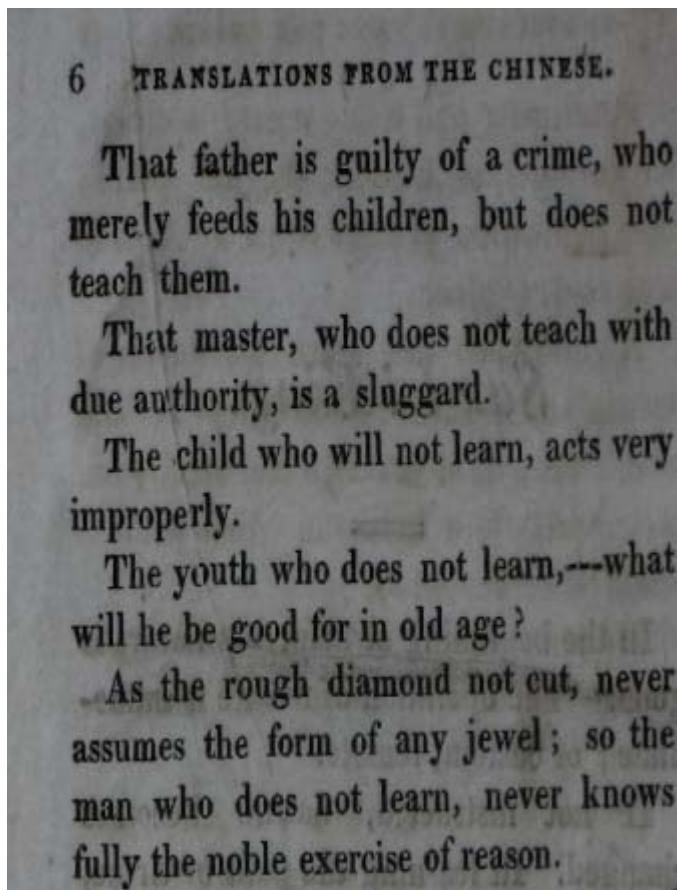 6 TRANSLATIONS FROM THE CHINESE.
That father is guilty of a crime, who
merely feeds his children, but does not
teach them.
That master, who does not teach with
due authority, is a sluggard.
The child who will not learn, acts very
improperly.
The youth who does not learn,---what
will he be good for in old age?
As the rough diamond not cut, never
assumes the form of any jewel; so the
man who does not learn, never knows
fully the noble exercise of reason.